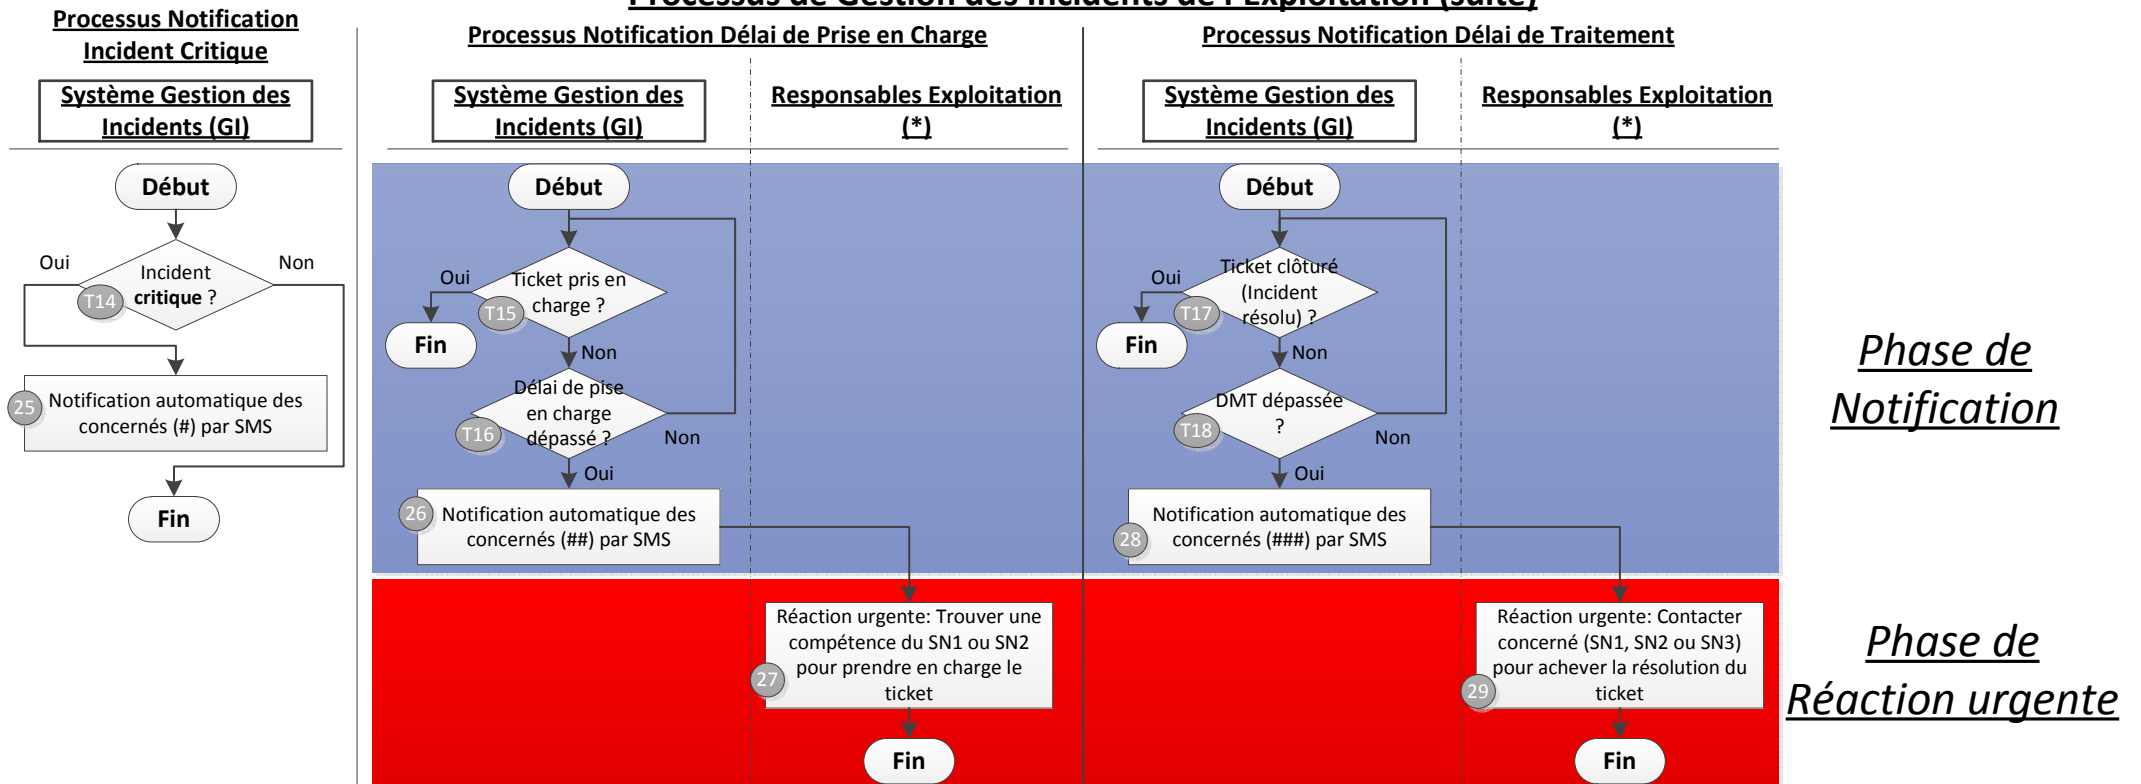 Processus de Gestion des Incidents de l'Exploitation (suite)
Processus Notification
Incident Critique
Système Gestion des
Incidents (GI)
Début
Oui
Non
Incident
critique ?
T14
25
Notification automatique des
concernés (#) par SMS
Fin
Processus Notification Délai de Prise en Charge
Système Gestion des
Incidents (GI)
Responsables Exploitation
(*)
Début
Oui
Ticket pris en
charge ?
T15
Fin
Non
Délai de pise
en charge
dépassé ?
T16
Non
Oui
26
Notification automatique des
concernés (##) par SMS
Réaction urgente: Trouver une
compétence du SN1 ou SN2
pour prendre en charge le
ticket
27
Fin
Processus Notification Délai de Traitement
Système Gestion des
Incidents (GI)
Responsables Exploitation
(*)
Début
Oui
Ticket clôturé
(Incident
résolu) ?
T17
Fin
Non
DMT dépassée
?
T18
Non
Oui
Notification automatique des
concernés (###) par SMS
28
Réaction urgente: Contacter
concerné (SN1, SN2 ou SN3)
pour achever la résolution du
ticket
29
Fin
Phase de
Notification
Phase de
Réaction urgente